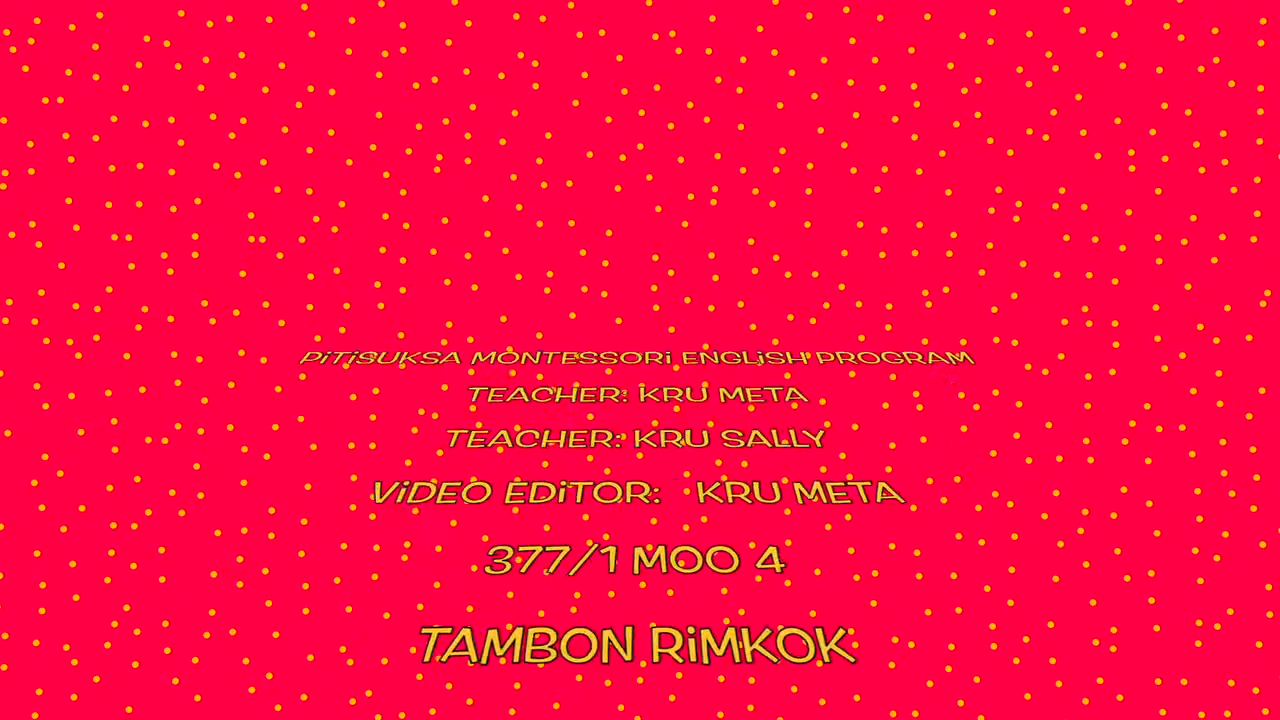 PiTiSUKSA MONTESSORi ENGLiSH PROGRAM
TEACHER: KRU META
TEACHER: KRU SALLY
ViDEO EDiTOR: KRU META
377/1 MOO 4
TAMBON RiMKOK